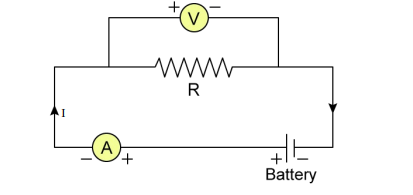 + V −
R
I
− A + + −
Battery